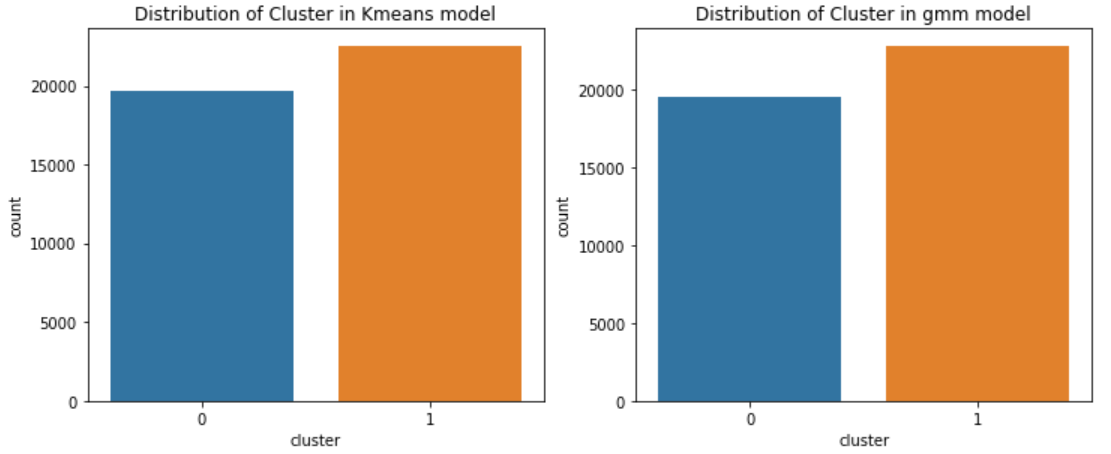 Distribution of Cluster in Kmeans model
20000
15000
10000
5000
0
count
0 1
cluster
Distribution of Cluster in gmm model
20000
15000
10000
5000
0
count
0 1
cluster